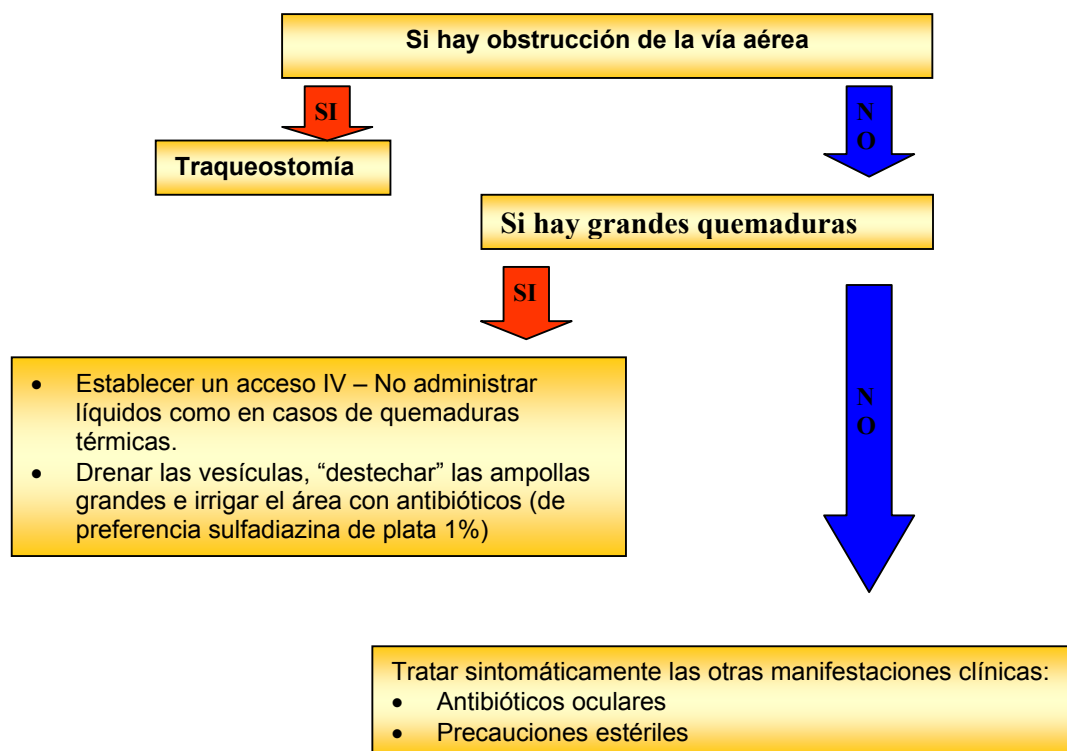 Si hay obstrucción de la vía aérea
SI
N
O
Traqueostomía
Si hay grandes quemaduras
SI
N
O
• Establecer un acceso IV – No administrar
líquidos como en casos de quemaduras
térmicas.
• Drenar las vesículas, “destechar” las ampollas
grandes e irrigar el área con antibióticos (de
preferencia sulfadiazina de plata 1%)
Tratar sintomáticamente las otras manifestaciones clínicas:
• Antibióticos oculares
• Precauciones estériles